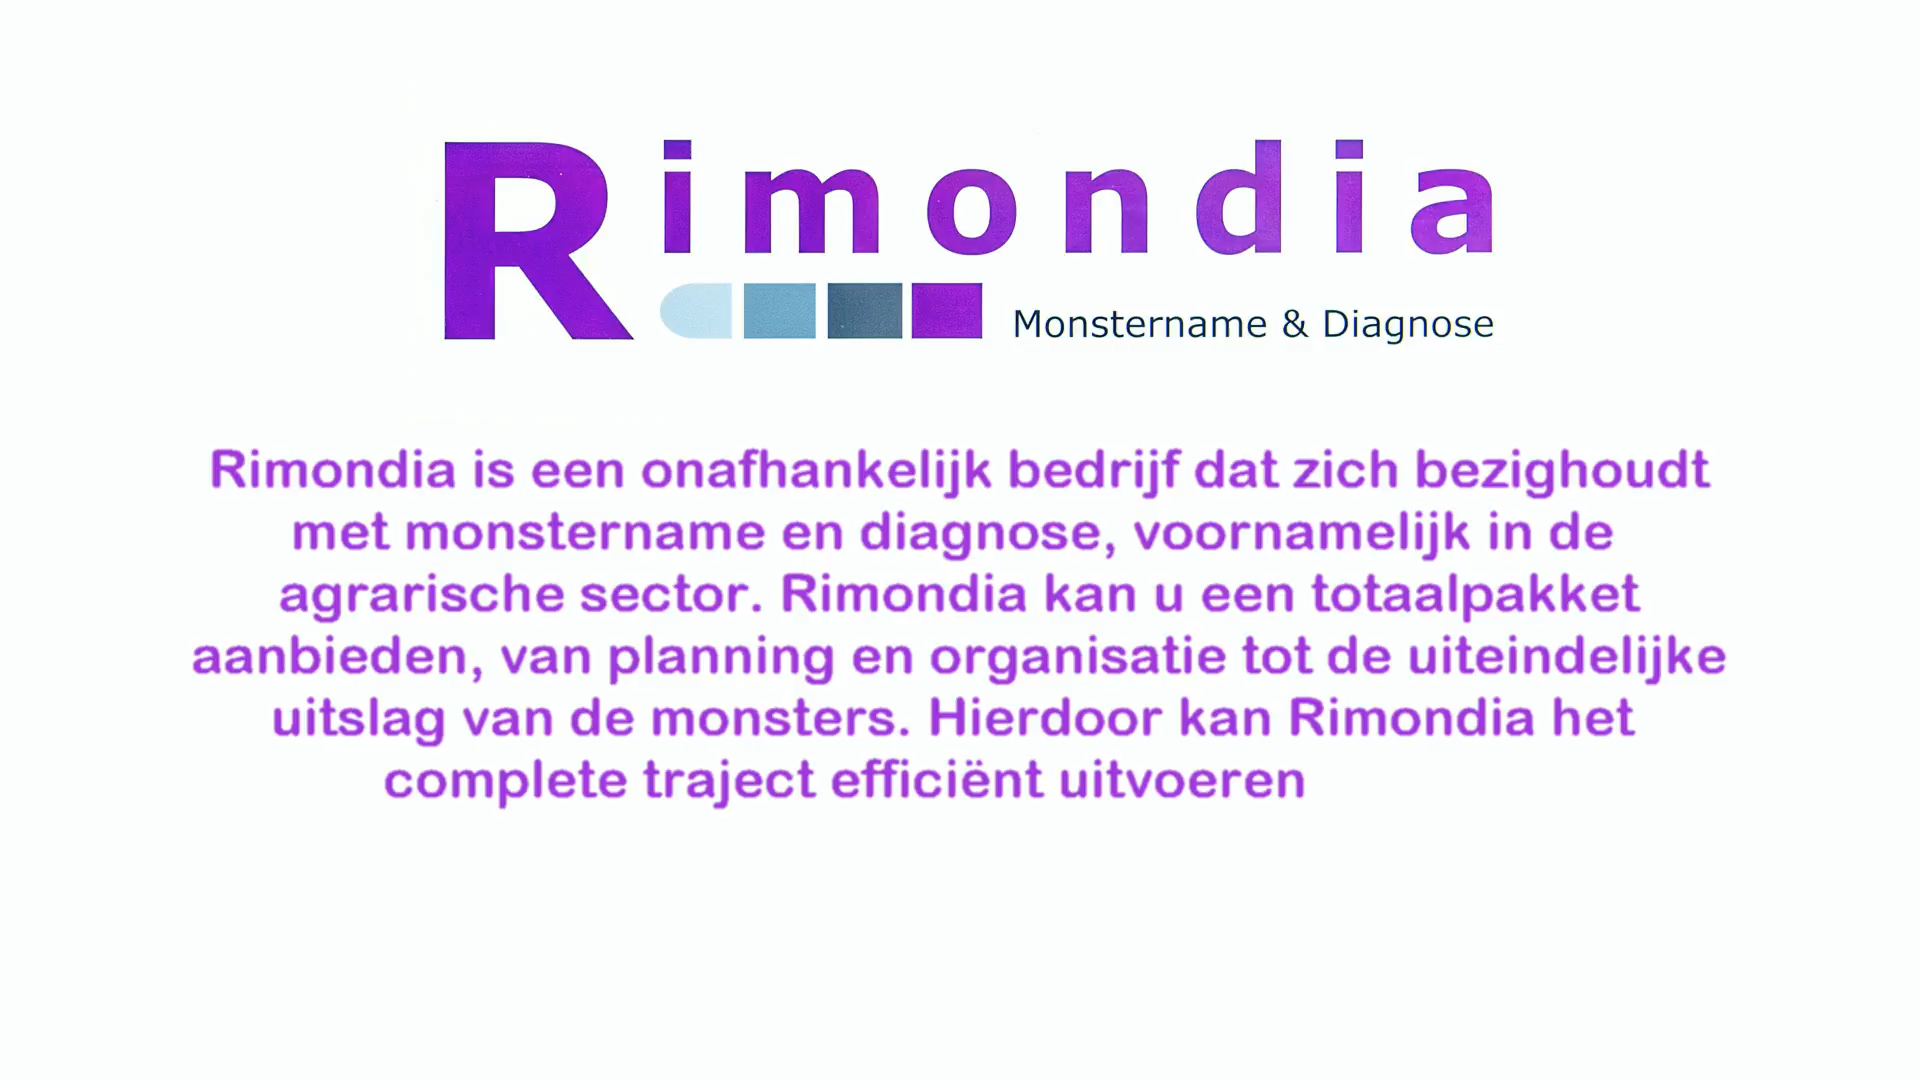 Rimondia
Monstername & Diagnose
Rimondia is een onafhankelijk bedrijf dat zich bezighoudt
met monstername en diagnose, voornamelijk in de
agrarische sector. Rimondia kan u een totaalpakket
aanbieden, van planning en organisatie tot de uiteindelijke
uitslag van de monsters. Hierdoor kan Rimondia het
complete traject efficiënt uitvoeren